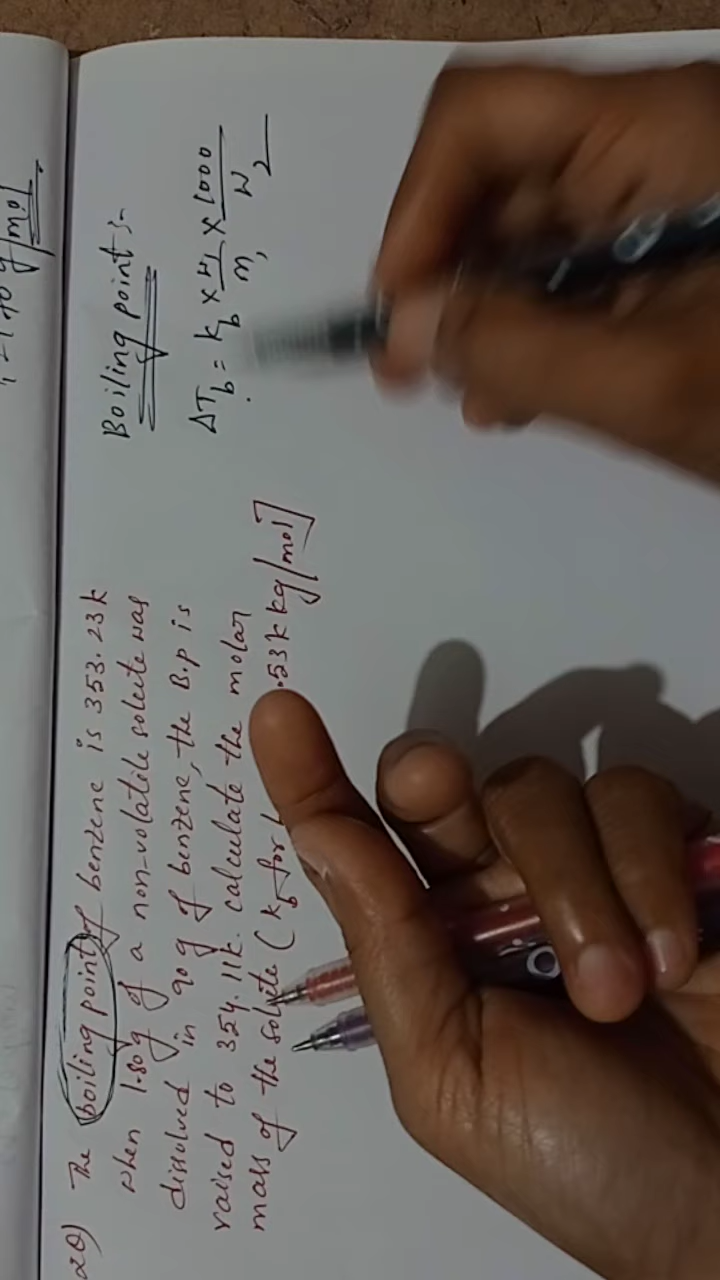 20) The boiling point of benzene is 353.23k
when 1.80g of a non-volatile solute was
dissolved in 90g of benzene, the B.p is
raised to 354.11k. calculate the molar
mass of the solute (kb for .53k kg/mol]
Boiling point :-
ΔTb = kb × W1/m1 × 1000/W2
g/mol